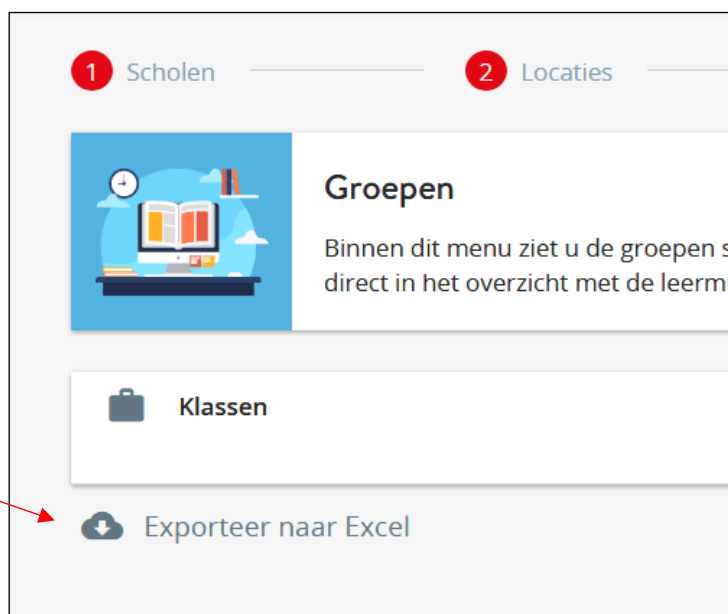 1 Scholen
2 Locaties
Groepen
Binnen dit menu ziet u de groepen
direct in het overzicht met de
Klassen
Exporteer naar Excel